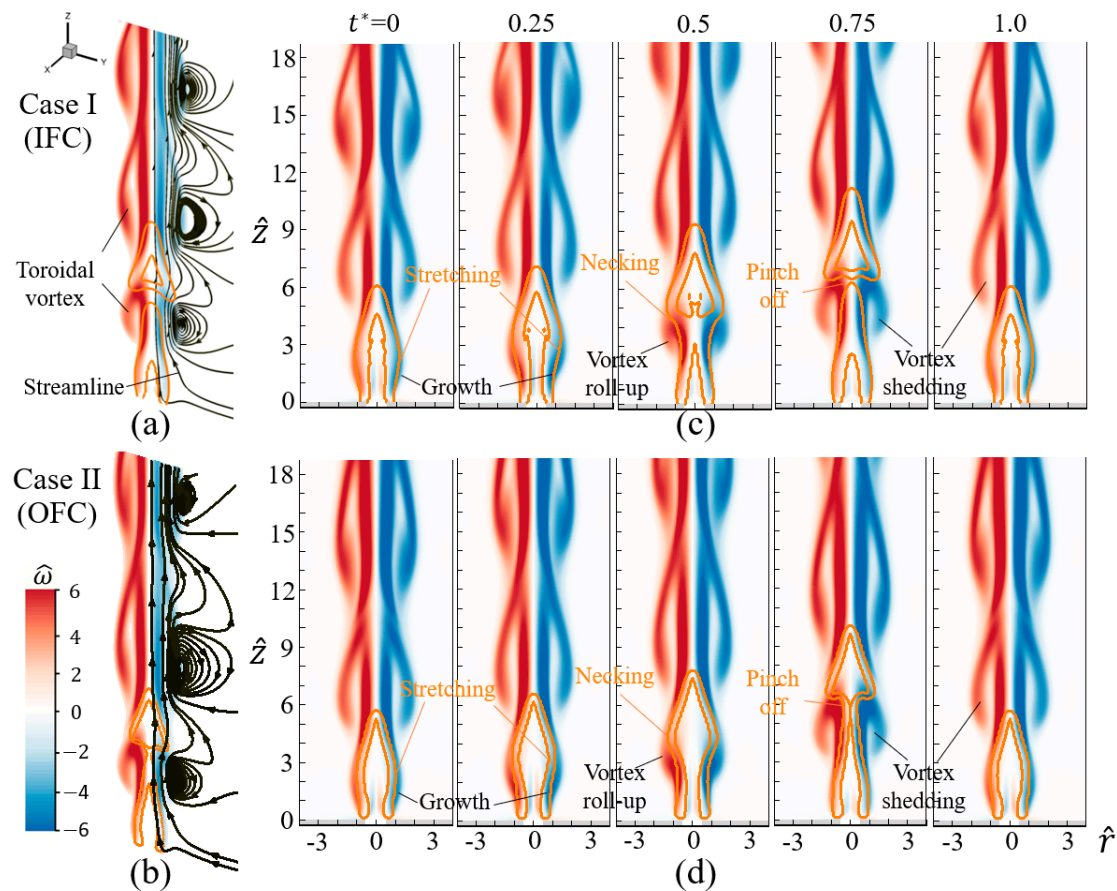 t*=0 0.25 0.5 0.75 1.0
Z
X
Y
Case I
(IFC)
Toroidal
vortex
Streamline
(a)
ẑ
18
15
12
9
6
3
0
Stretching
Growth
Necking
Vortex
roll-up
Pinch
off
Vortex
shedding
(c)
-3 0 3
Case II
(OFC)
ω̂
6
4
2
0
−2
−4
−6
(b)
ẑ
18
15
12
9
6
3
0
Stretching
Growth
Necking
Vortex
roll-up
Pinch
off
Vortex
shedding
-3 0 3 -3 0 3 -3 0 3 -3 0 3 -3 0 3 r̂
(d)